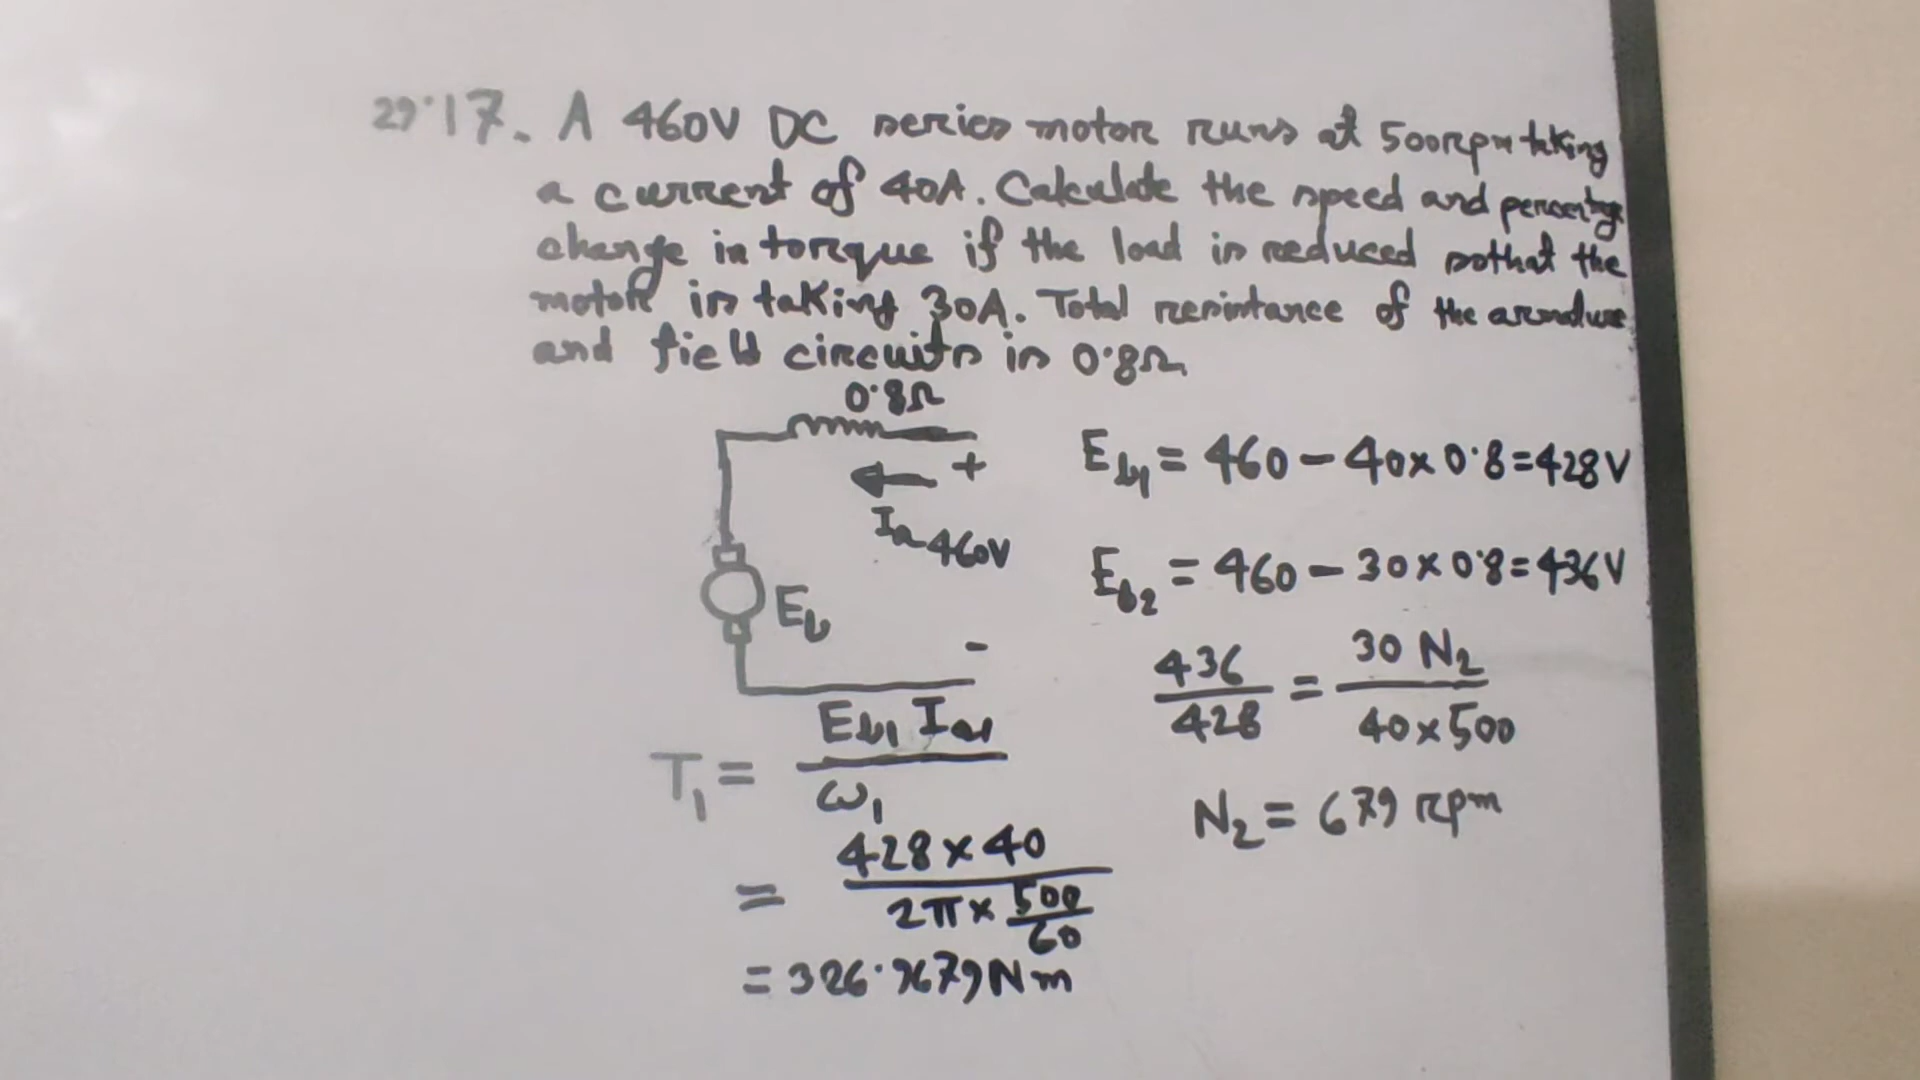 29.17. A 460V DC series motor runs at 500rpm taking
a current of 40A. Calculate the speed and percentage
change in torque if the load is reduced so that the
motor is taking 30A. Total resistance of the armature
and field circuits is 0.8Ω.
0.8Ω
+
Ia
460V
Eb
-
Eb1 = 460 - 40 x 0.8 = 428 V
Eb2 = 460 - 30 x 0.8 = 436 V
436/428 = 30 N2/40 x 500
N2 = 679 rpm
T1 = Eb1 Ia1/ω1
= 428 x 40/2π x 500/60
= 326.9679 Nm